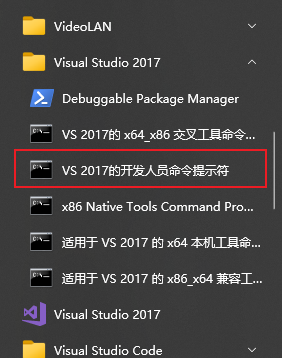 VideoLAN
Visual Studio 2017
Debuggable Package Manager
VS 2017的 x64_x86 交叉工具命令...
VS 2017的开发人员命令提示符
x86 Native Tools Command Pro...
适用于 VS 2017 的 x64 本机工具命...
适用于 VS 2017 的 x86_x64 兼容工...
Visual Studio 2017
Visual Studio Code